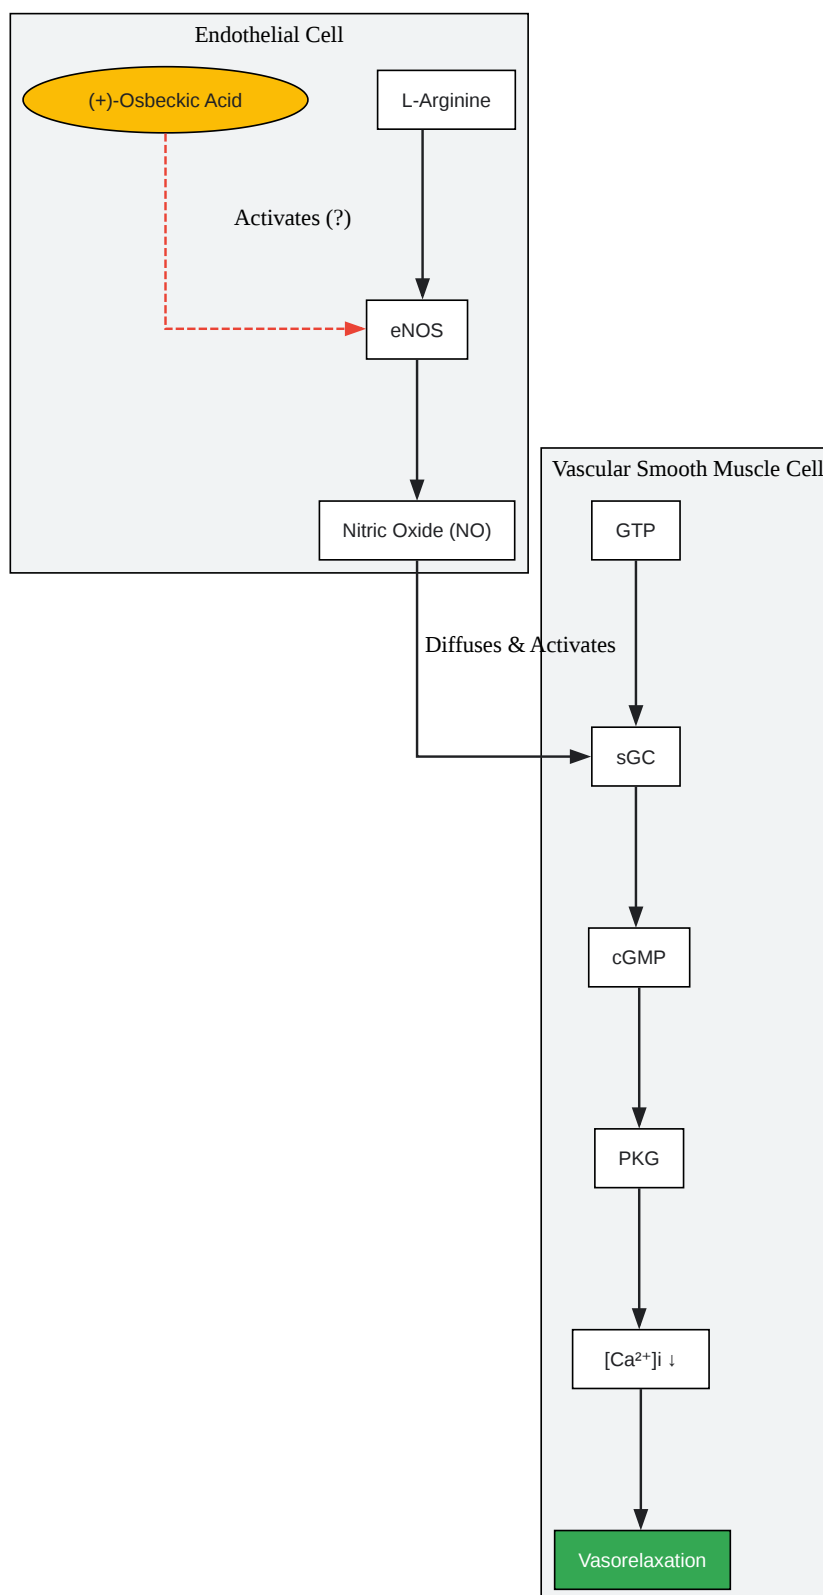 Endothelial Cell
(+)-Osbeckic Acid
L-Arginine
Activates (?)
eNOS
Nitric Oxide (NO)
Vascular Smooth Muscle Cell
GTP
Diffuses & Activates
sGC
cGMP
PKG
[Ca²⁺]i ↓
Vasorelaxation